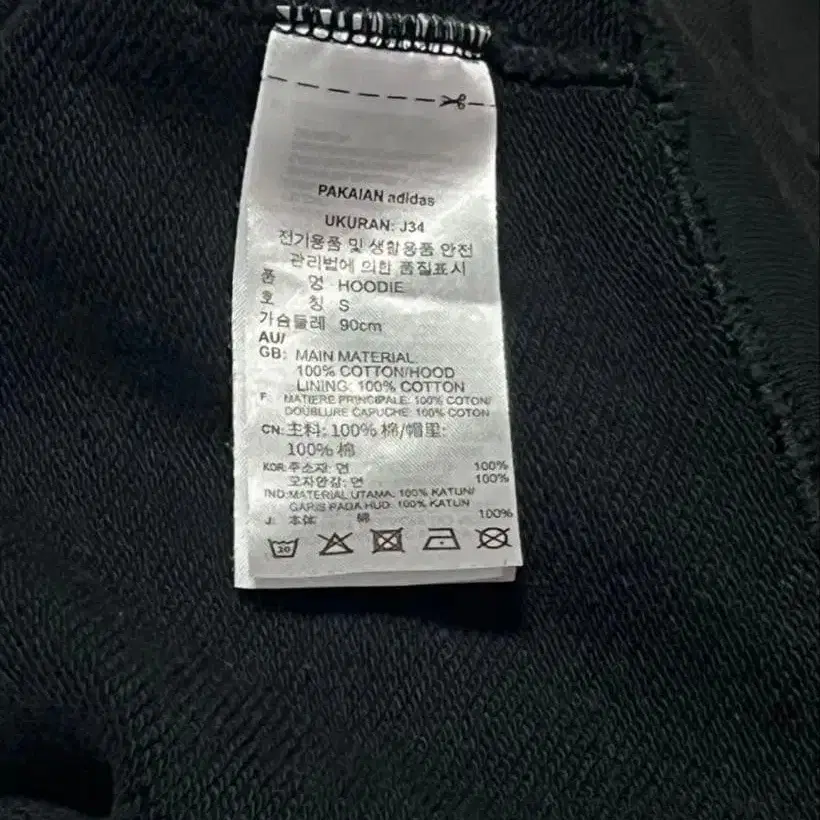 PAKAIAN adidas
UKURAN: J34
전기용품 및 생활용품 안전
관리법에 의한 품질표시
품 명 HOODIE
호 칭 S
가슴둘레 90cm
AU/
GB: MAIN MATERIAL
100% COTTON/HOOD
LINING: 100% COTTON
F: MATIERE PRINCIPALE: 100% COTON/
DOUBLURE CAPUCHE: 100% COTON
CN: 主料: 100% 棉/帽里:
100% 棉
KOR: 주소재: 면 100%
모자안감: 면 100%
IND: MATERIAL UTAMA: 100% KATUN/
GARIS PADA HUD: 100% KATUN
J: 本体 綿 100%
30